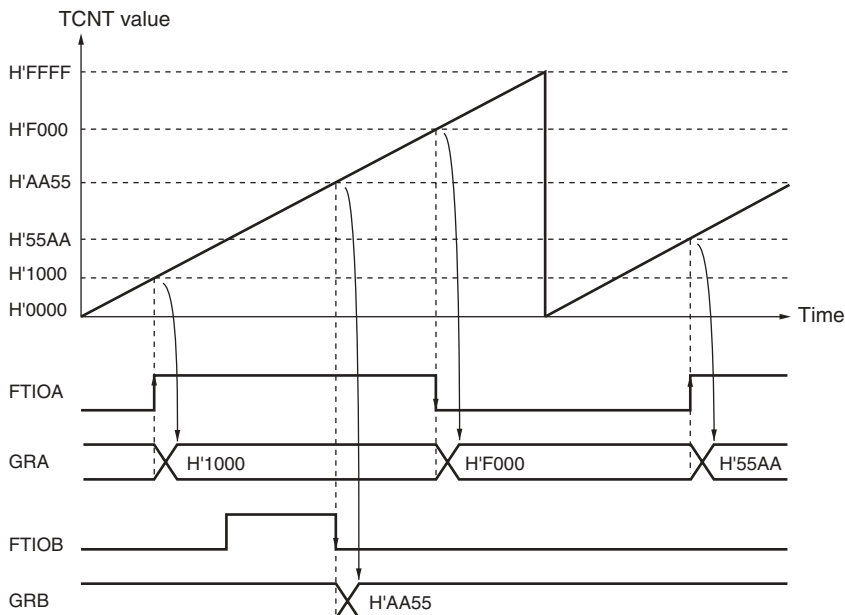 TCNT value
H'FFFF
H'F000
H'AA55
H'55AA
H'1000
H'0000
Time
FTIOA
GRA
H'1000
H'F000
H'55AA
FTIOB
GRB
H'AA55